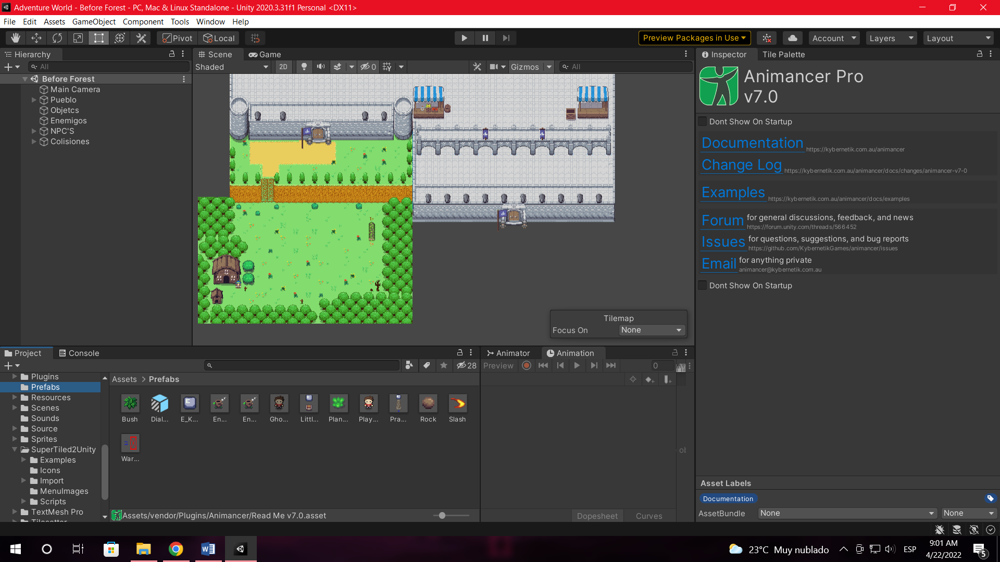 Adventure World - Before Forest - PC, Mac & Linux Standalone - Unity 2020.3.31f1 Personal <DX11>
File Edit Assets GameObject Component Tools Window Help
Pivot Local Preview Packages in Use Account Layers Layout
Hierarchy
All
Before Forest
Main Camera
Pueblo
Objetcs
Enemigos
NPC'S
Colisiones
Scene Game
Shaded 2D 0 Gizmos All
Tilemap
Focus On None
Inspector Tile Palette
Animancer Pro
v7.0
Dont Show On Startup
Documentation https://kybernetik.com.au/animancer
Change Log https://kybernetik.com.au/animancer/docs/changes/animancer-v7-0
Examples https://kybernetik.com.au/animancer/docs/examples
Forum for general discussions, feedback, and news
https://forum.unity.com/threads/566452
Issues for questions, suggestions, and bug reports
https://github.com/KybernetikGames/animancer/issues
Email for anything private
animancer@kybernetik.com.au
Dont Show On Startup
Asset Labels
Documentation
AssetBundle None None
Project Console
28
Plugins
Prefabs
Resources
Scenes
Sounds
Source
Sprites
SuperTiled2Unity
Examples
Icons
Import
MenuImages
Scripts
TextMesh Pro
Assets > Prefabs
Bush Dial... E_K... En... En... Gho... Littl... Plan... Play... Pra... Rock Slash
War...
Assets/vendor/Plugins/Animancer/Read Me v7.0.asset
Animator Animation
Preview 0
Dopesheet Curves
23°C Muy nublado ESP
9:01 AM
4/22/2022
5